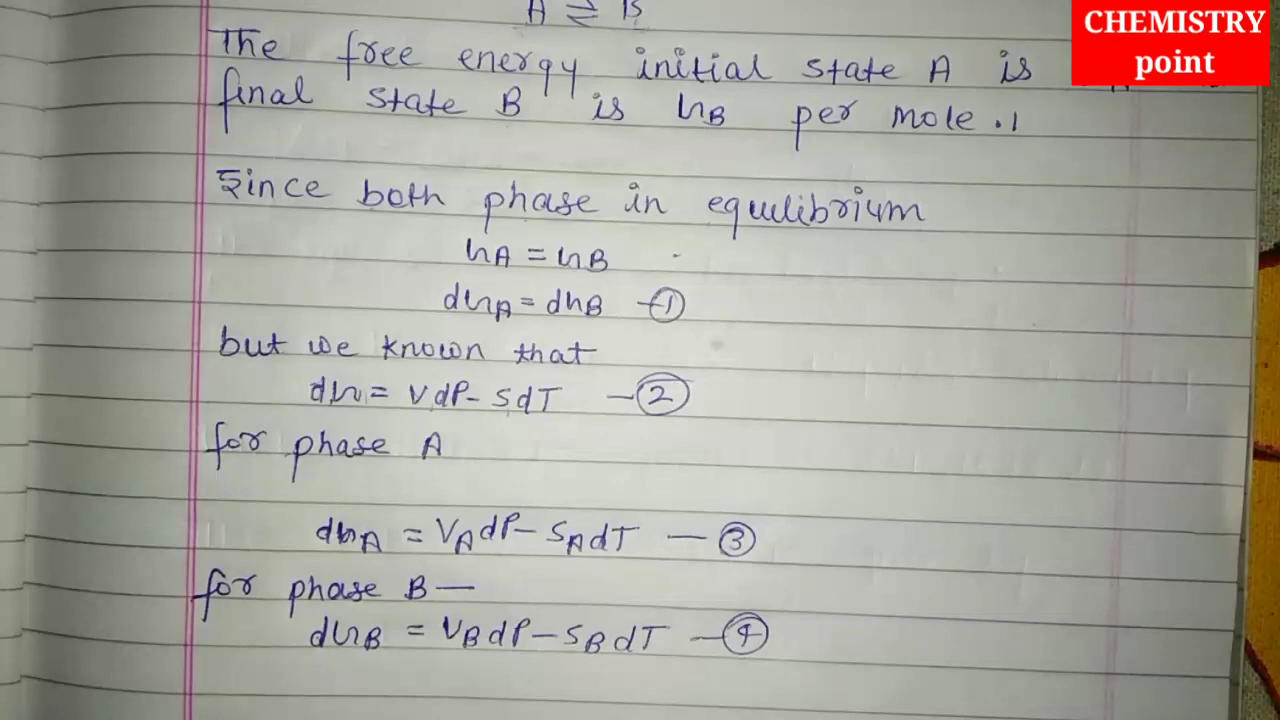 A ⇌ B
CHEMISTRY
point
The free energy initial state A is
final state B is GB per mole.
Since both phase in equilibrium
GA = GB
dGA = dGB —①
but we known that
dG = VdP - SdT —②
for phase A
dGA = VAdP - SAdT —③
for phase B —
dGB = VBdP - SBdT —④